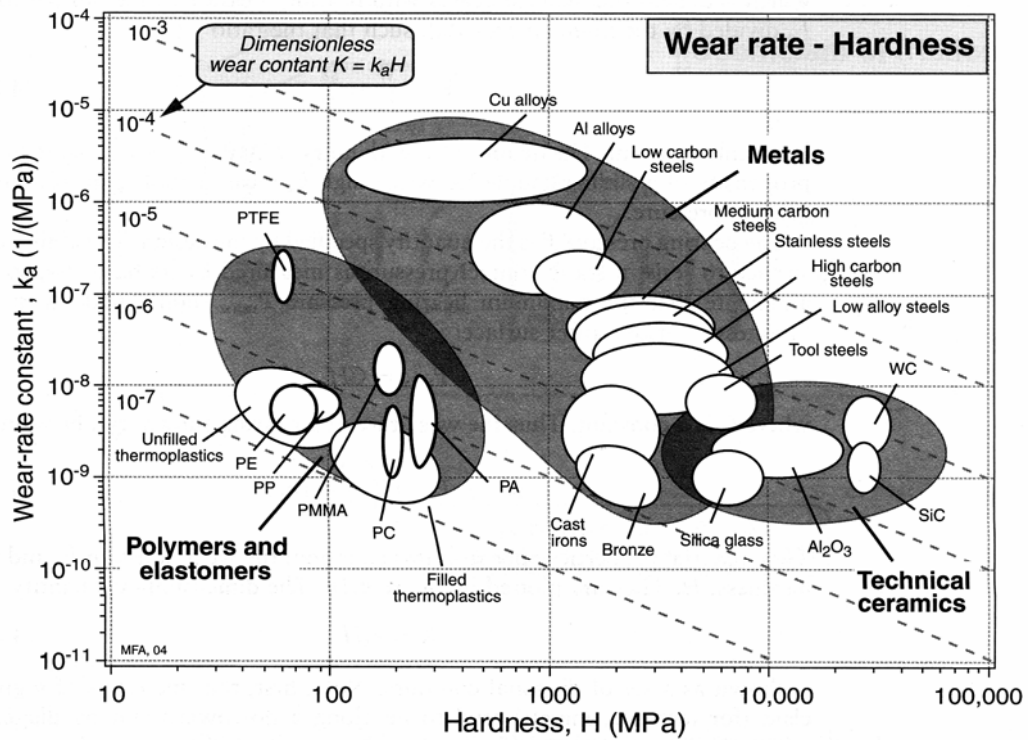 Wear rate - Hardness
Dimensionless
wear contant K = kₐH
10⁻³
10⁻⁴
10⁻⁵
10⁻⁶
10⁻⁷
Wear-rate constant, kₐ (1/(MPa))
10⁻⁴
10⁻⁵
10⁻⁶
10⁻⁷
10⁻⁸
10⁻⁹
10⁻¹⁰
10⁻¹¹
Cu alloys
Al alloys
Low carbon
steels
Metals
Medium carbon
steels
Stainless steels
High carbon
steels
Low alloy steels
Tool steels
WC
PTFE
Unfilled
thermoplastics
PE
PP
PMMA
PC
PA
Polymers and
elastomers
Filled
thermoplastics
Cast
irons
Bronze
Silica glass
Al₂O₃
SiC
Technical
ceramics
MFA, 04
10
100
1000
10,000
100,000
Hardness, H (MPa)